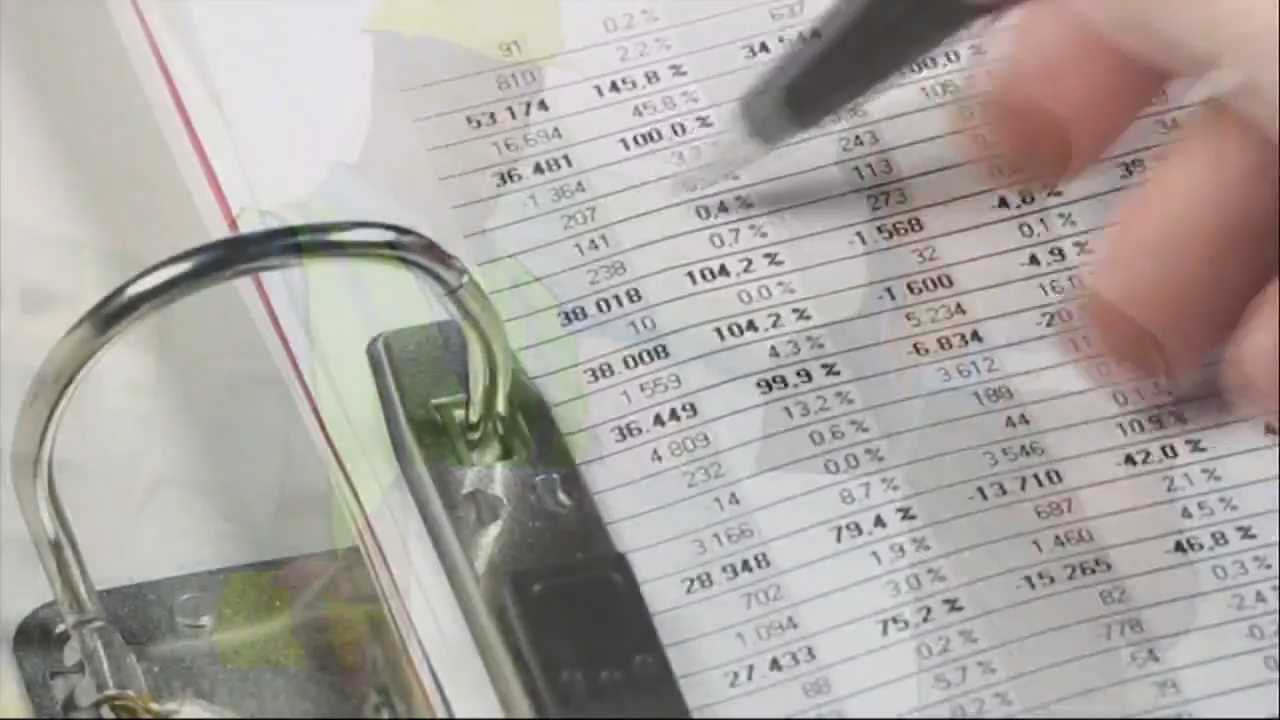 91 0.2 % 637
810 2.2 %
53 174 145,8 %
16,694 45.8 %
36.481 100.0 %
-1 364
207 0,4 % 113
141 0,7 % 273 -4,8 %
238 104,2 % -1.568 0,1 %
38 018 0.0 % 32 -4,9 %
10 104,2 % -1 600
38.008 4.3 % 5.234
1 559 99,9 % -6.834
36.449 13,2 % 3 612
4.809 0.6 % 189
232 0,0 % 44 10,9 %
14 8.7 % 3 546 -42,0 %
3 166 79,4 % -13.710 2.1 %
28 948 1,9 % 687 4.5 %
702 3.0 % 1 460 -46,8 %
1.094 75,2 % -15 265 0.3 %
27.433 0.2 % 82
88 -5.7 % 778